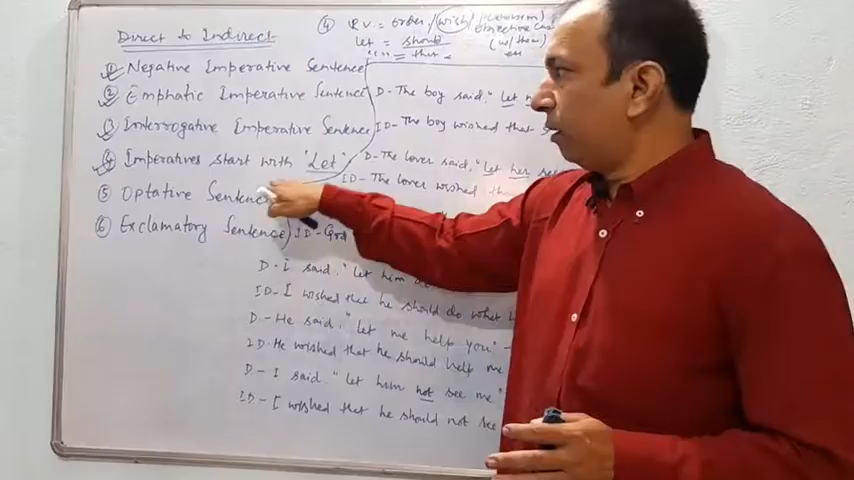 Direct to Indirect
① Negative Imperative Sentence
② Emphatic Imperative Sentence
③ Interrogative Imperative Sentence
④ Imperatives start with "Let"
⑤ Optative Sentence
⑥ Exclamatory Sentence
④ R.V. = order, wish
Let = should
D - The boy said, "Let
ID - The boy wished that
D - The lover said, "Let her
ID - The lover wished that
ID - God
D - I said, "Let him
ID - I wished that he should do what
D - He said, "Let me help you"
ID - He wished that he should help me
D - I said, "Let him not see me"
ID - I wished that he should not see